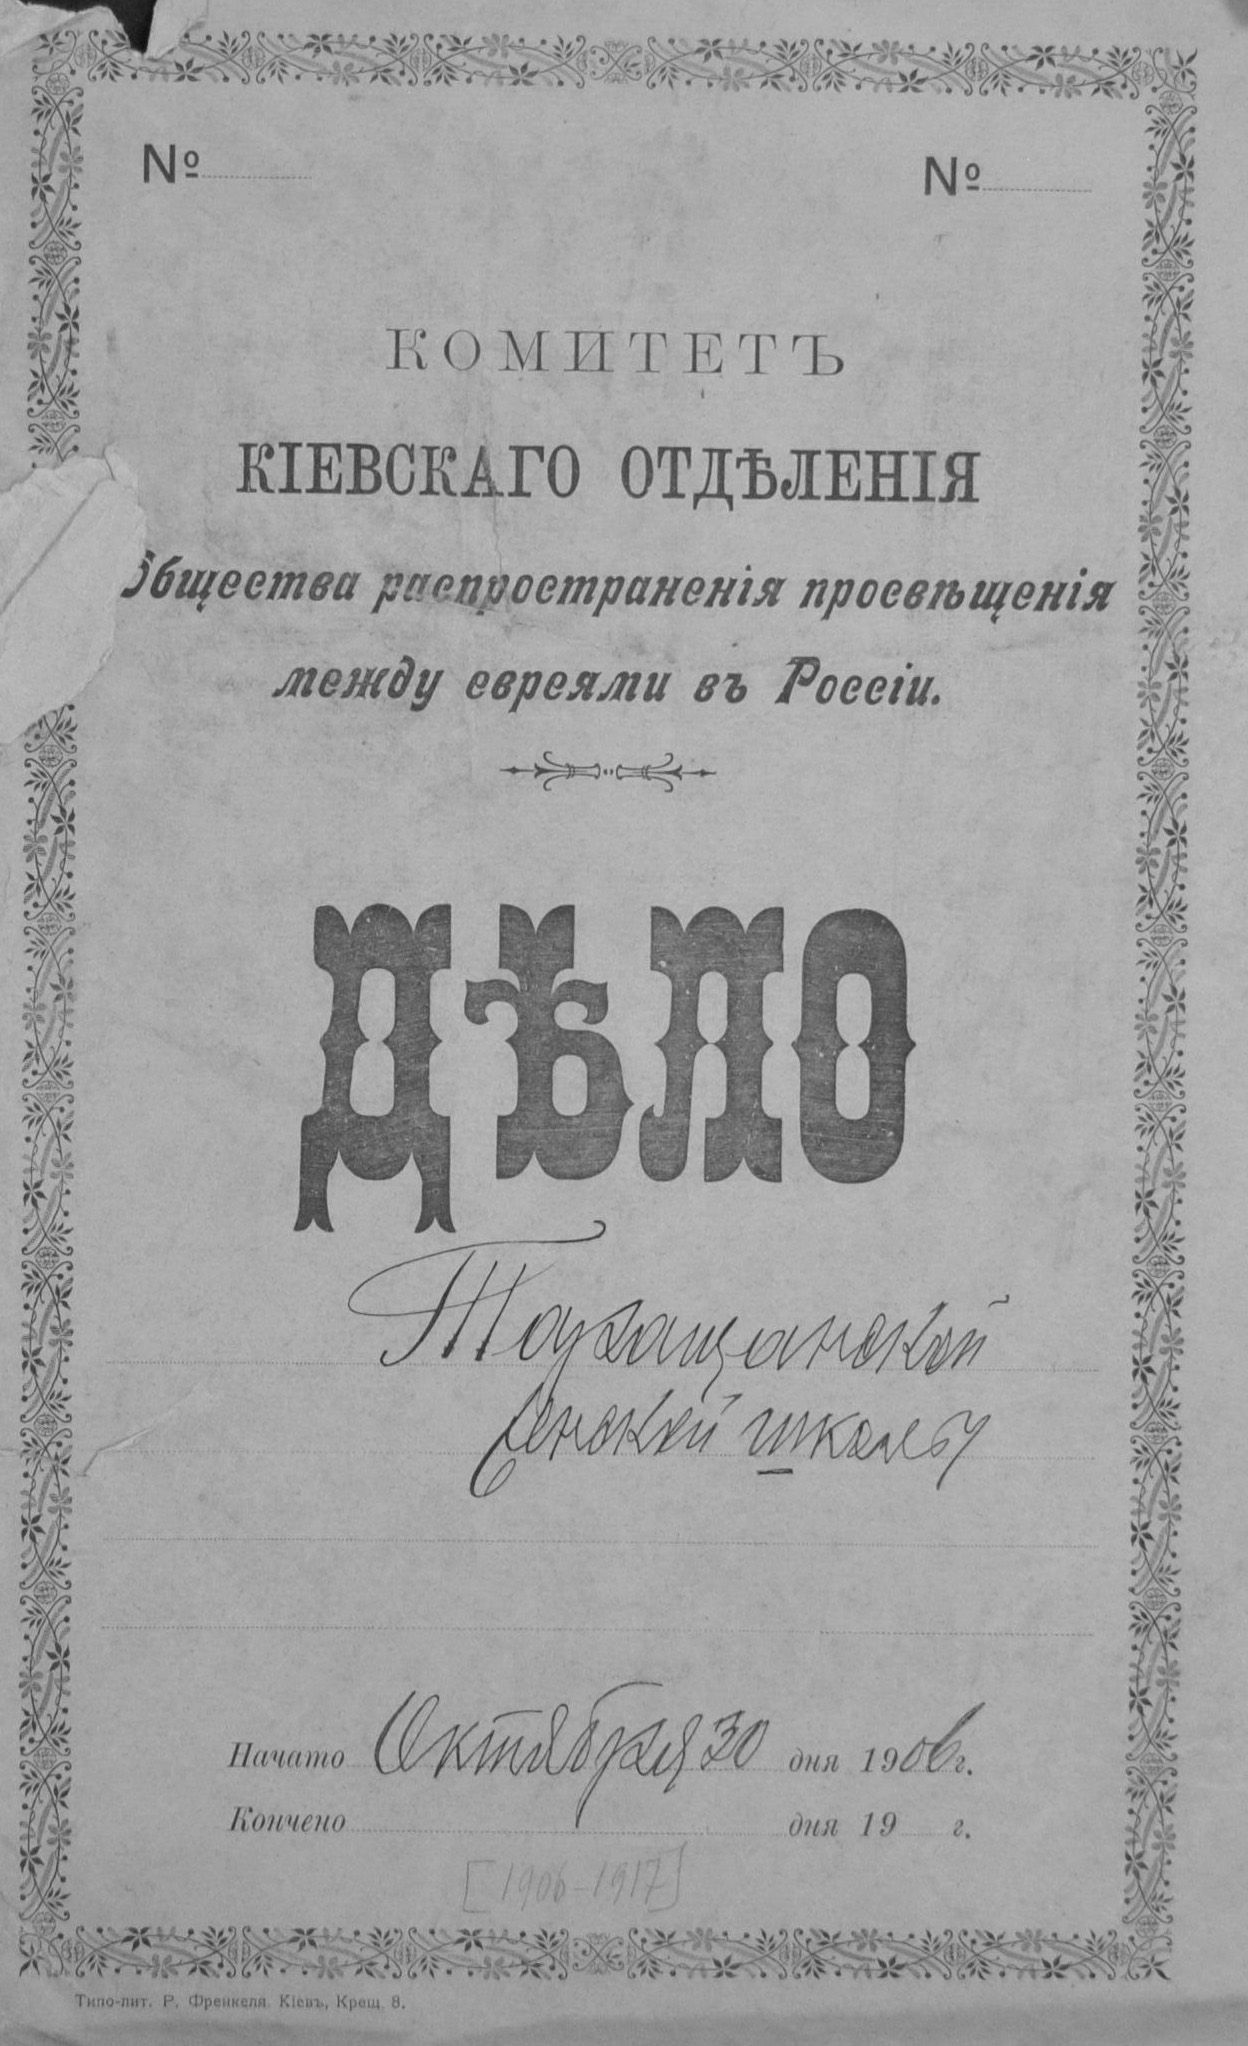 № №
КОМИТЕТЪ
КІЕВСКАГО ОТДѢЛЕНІЯ
Общества распространенія просвѣщенія
между евреями въ Россіи.
ДѢЛО
Таращанской
женской школы
Начато Октября 30 дня 1906 г.
Кончено дня 19 г.
[1906-1917]
Типо-лит. Р. Френкеля. Кіевъ, Крещ. 8.